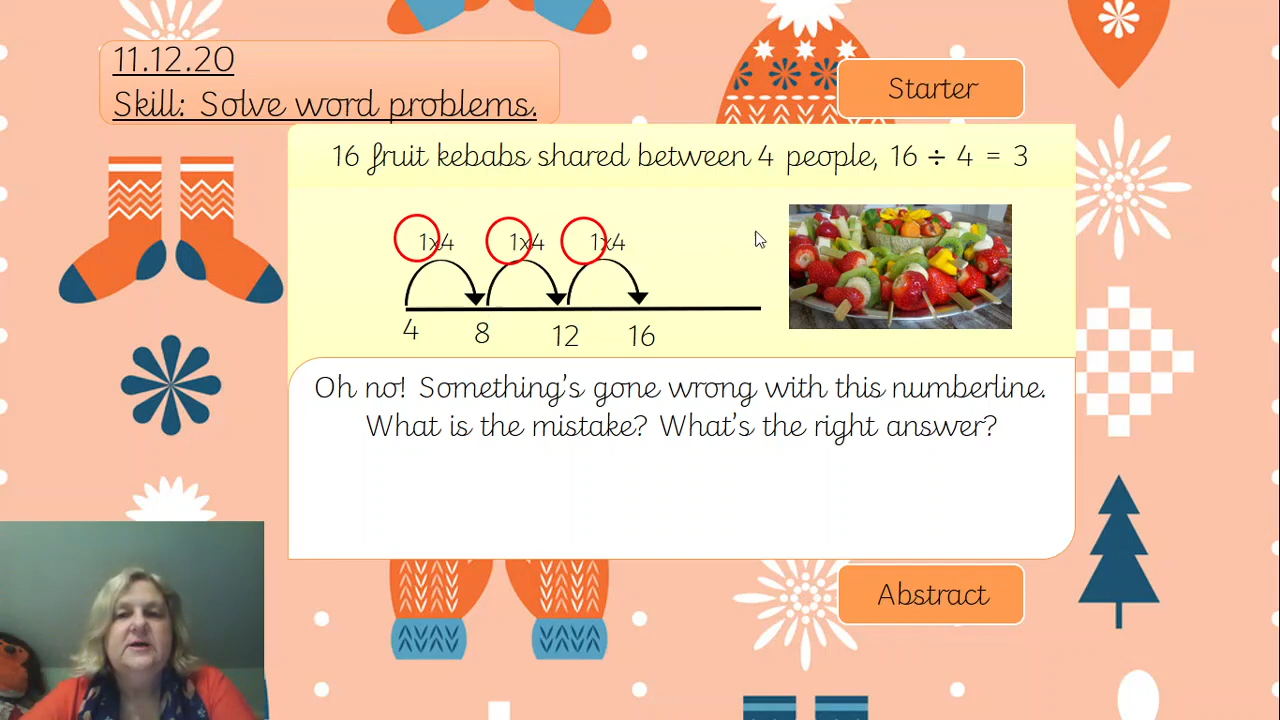 11.12.20
Skill: Solve word problems.
Starter
16 fruit kebabs shared between 4 people, 16 ÷ 4 = 3
1x4 1x4 1x4
4 8 12 16
Oh no! Something's gone wrong with this numberline.
What is the mistake? What's the right answer?
Abstract